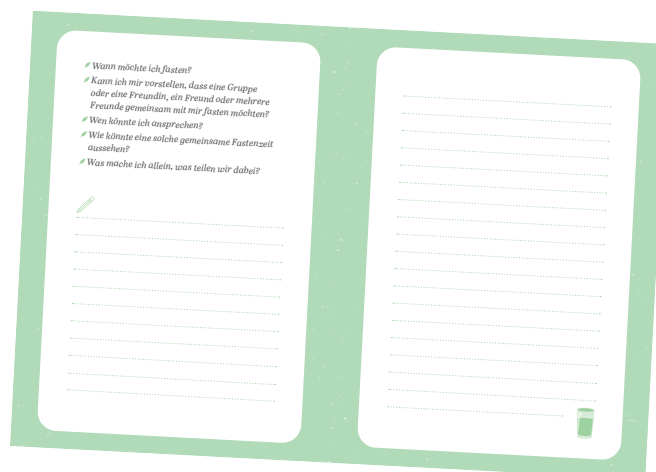 Wann möchte ich fasten?
Kann ich mir vorstellen, dass eine Gruppe
oder eine Freundin, ein Freund oder mehrere
Freunde gemeinsam mit mir fasten möchten?
Wen könnte ich ansprechen?
Wie könnte eine solche gemeinsame Fastenzeit
aussehen?
Was mache ich allein, was teilen wir dabei?